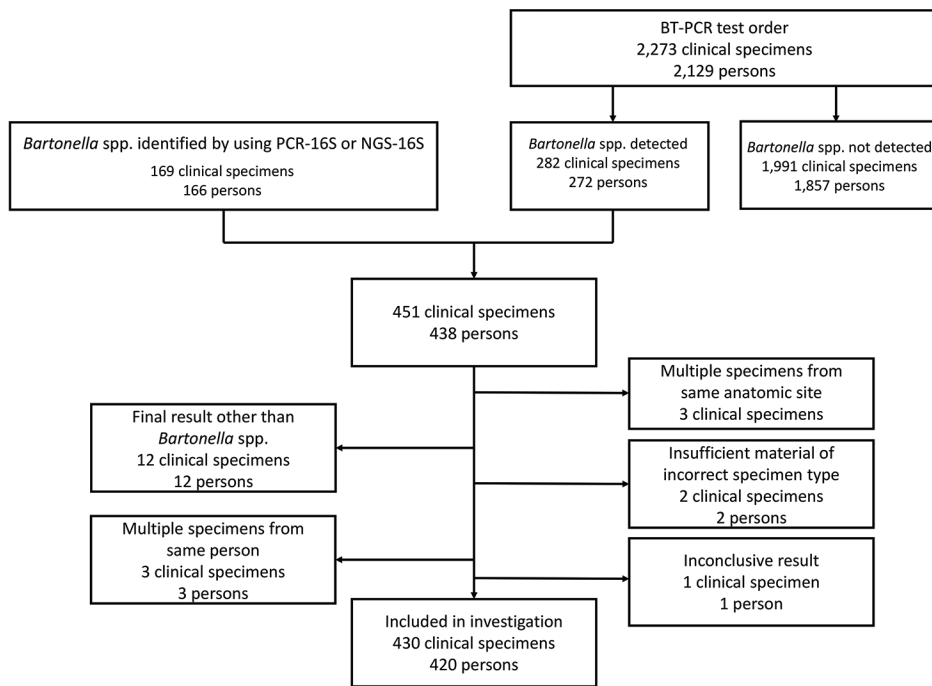 BT-PCR test order
2,273 clinical specimens
2,129 persons
Bartonella spp. identified by using PCR-16S or NGS-16S
169 clinical specimens
166 persons
Bartonella spp. detected
282 clinical specimens
272 persons
Bartonella spp. not detected
1,991 clinical specimens
1,857 persons
451 clinical specimens
438 persons
Multiple specimens from
same anatomic site
3 clinical specimens
Final result other than
Bartonella spp.
12 clinical specimens
12 persons
Insufficient material of
incorrect specimen type
2 clinical specimens
2 persons
Multiple specimens from
same person
3 clinical specimens
3 persons
Inconclusive result
1 clinical specimen
1 person
Included in investigation
430 clinical specimens
420 persons